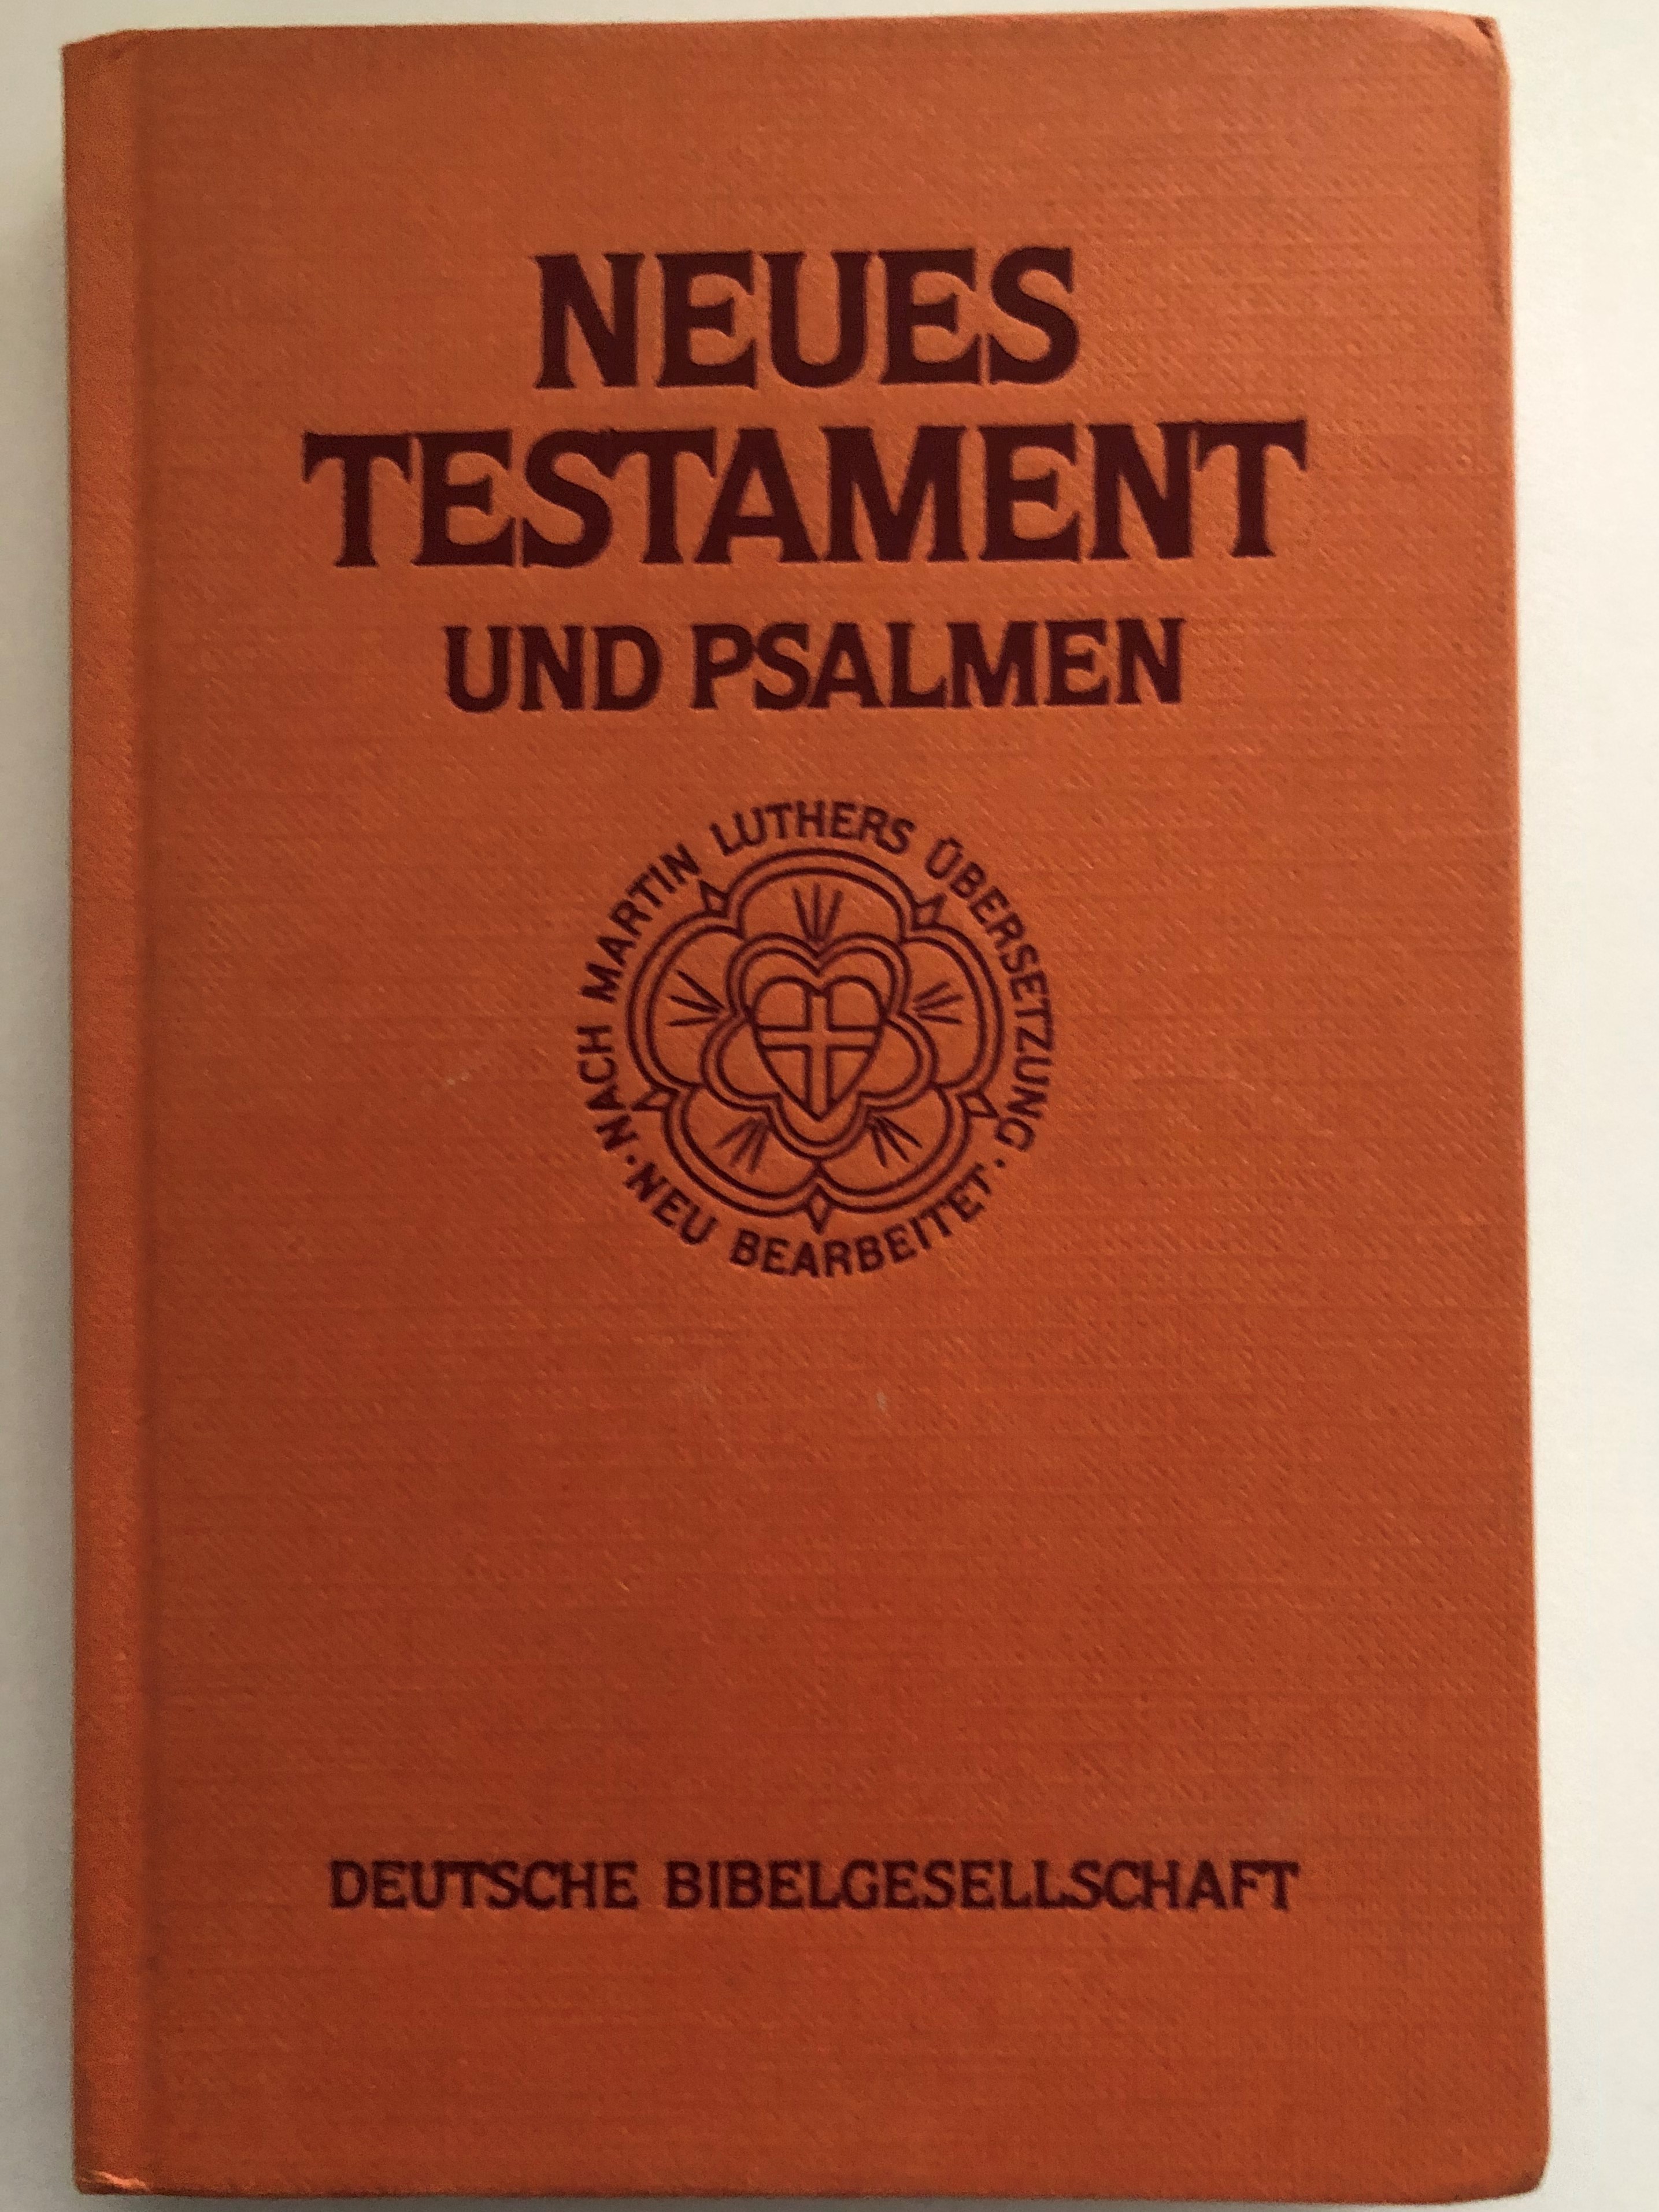 NEUES
TESTAMENT
UND PSALMEN
NACH MARTIN LUTHERS ÜBERSETZUNG
· NEU BEARBEITET ·
DEUTSCHE BIBELGESELLSCHAFT